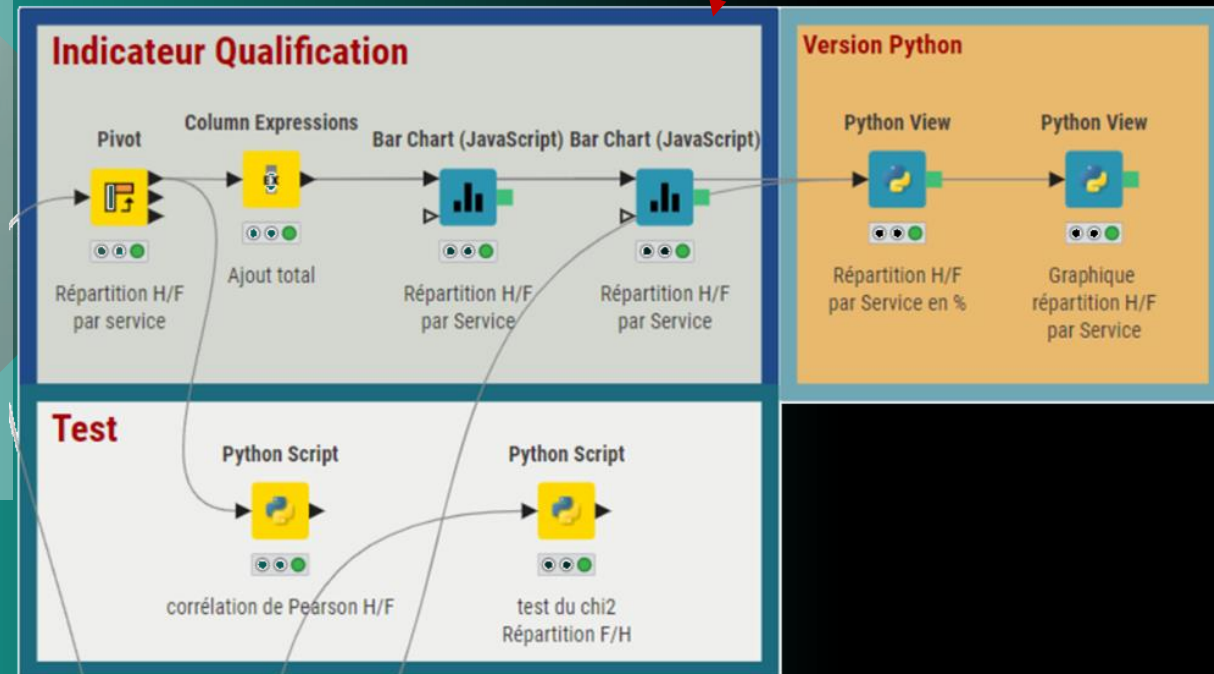 Indicateur Qualification
Pivot
Répartition H/F
par service
Column Expressions
Ajout total
Bar Chart (JavaScript)
Répartition H/F
par Service
Bar Chart (JavaScript)
Répartition H/F
par Service
Version Python
Python View
Répartition H/F
par Service en %
Python View
Graphique
répartition H/F
par Service
Test
Python Script
corrélation de Pearson H/F
Python Script
test du chi2
Répartition F/H